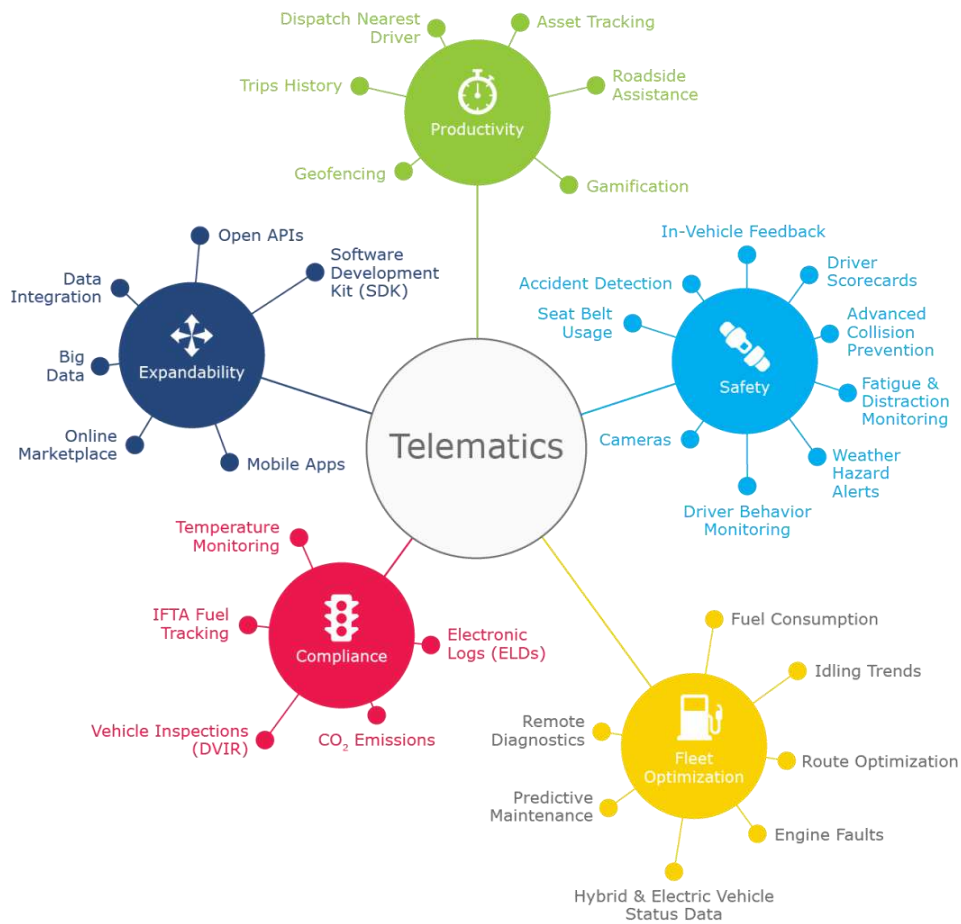 Dispatch Nearest
Driver
Asset Tracking
Trips History
Roadside
Assistance
Productivity
Geofencing
Gamification
Open APIs
Software
Development
Kit (SDK)
Data
Integration
Big
Data
Expandability
Online
Marketplace
Mobile Apps
In-Vehicle Feedback
Accident Detection
Driver
Scorecards
Seat Belt
Usage
Advanced
Collision
Prevention
Safety
Fatigue &
Distraction
Monitoring
Cameras
Weather
Hazard
Alerts
Driver Behavior
Monitoring
Telematics
Temperature
Monitoring
IFTA Fuel
Tracking
Compliance
Electronic
Logs (ELDs)
Vehicle Inspections
(DVIR)
CO₂ Emissions
Fuel Consumption
Idling Trends
Remote
Diagnostics
Fleet
Optimization
Route Optimization
Predictive
Maintenance
Engine Faults
Hybrid & Electric Vehicle
Status Data